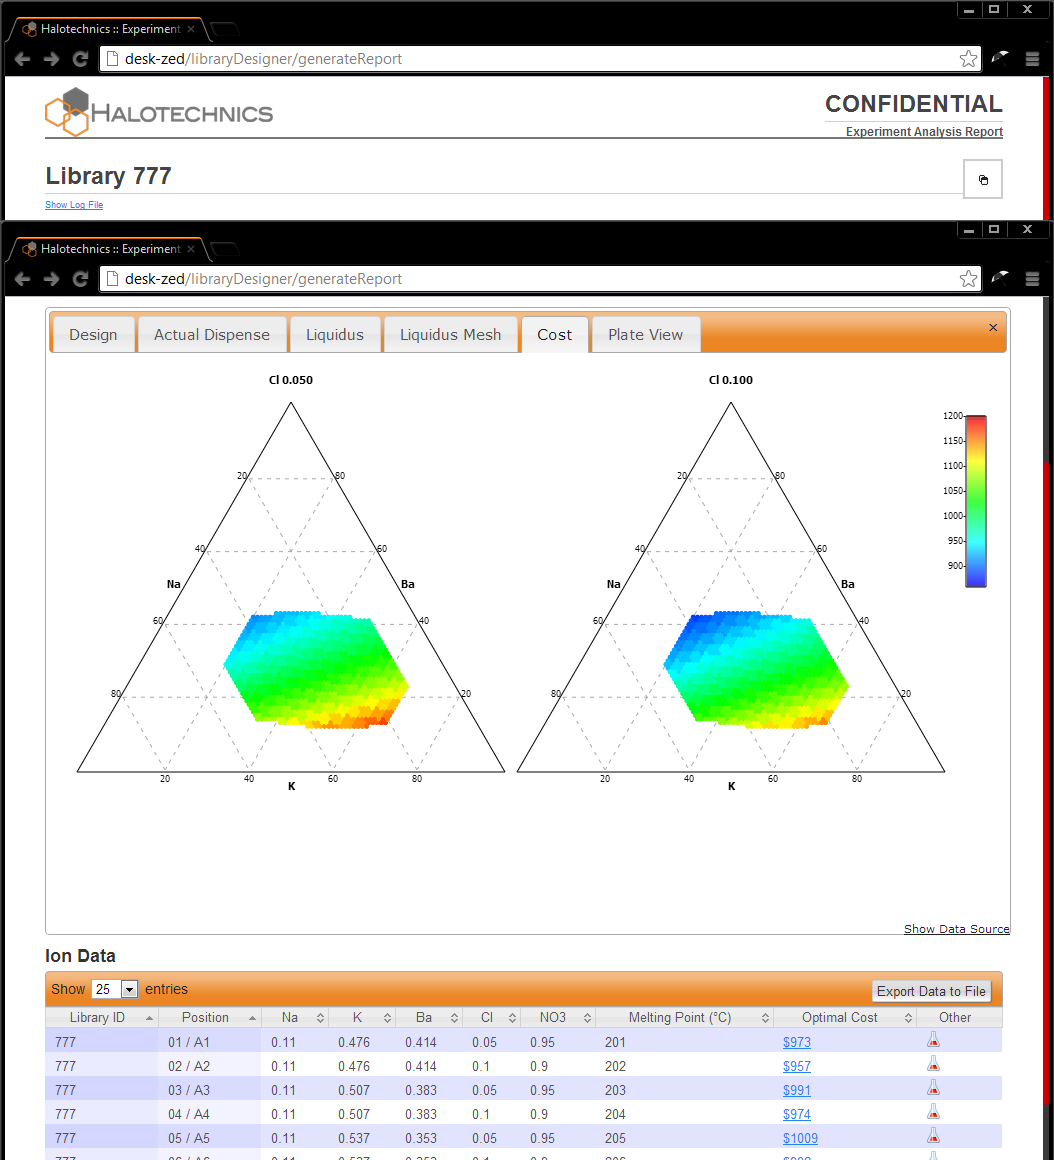 Halotechnics :: Experiment
desk-zed/libraryDesigner/generateReport
HALOTECHNICS
CONFIDENTIAL
Experiment Analysis Report
Library 777
Show Log File
Halotechnics :: Experiment
desk-zed/libraryDesigner/generateReport
Design Actual Dispense Liquidus Liquidus Mesh Cost Plate View
Cl 0.050 Cl 0.100
1200
1150
1100
1050
1000
950
900
20 80 20 80
40 60 40 60
Na Ba Na Ba
60 40 60 40
80 20 80 20
20 40 60 80 20 40 60 80
K K
Show Data Source
Ion Data
Show 25 entries Export Data to File
Library ID Position Na K Ba Cl NO3 Melting Point (°C) Optimal Cost Other
777 01 / A1 0.11 0.476 0.414 0.05 0.95 201 $973
777 02 / A2 0.11 0.476 0.414 0.1 0.9 202 $957
777 03 / A3 0.11 0.507 0.383 0.05 0.95 203 $991
777 04 / A4 0.11 0.507 0.383 0.1 0.9 204 $974
777 05 / A5 0.11 0.537 0.353 0.05 0.95 205 $1009